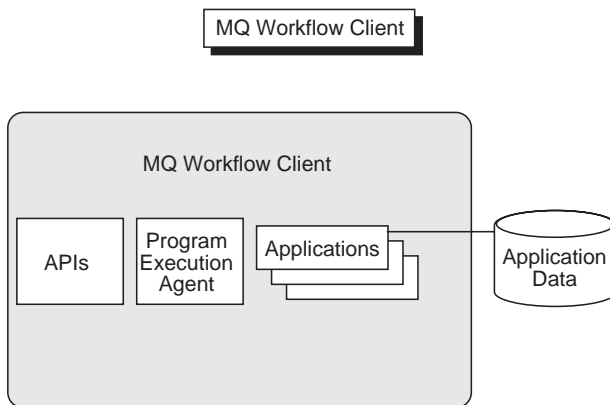 MQ Workflow Client
MQ Workflow Client
APIs
Program
Execution
Agent
Applications
Application
Data